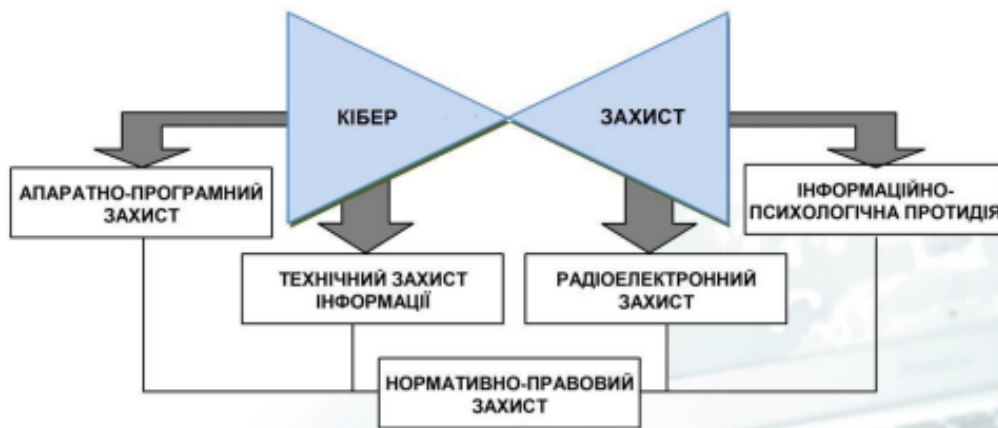 КІБЕР
ЗАХИСТ
АПАРАТНО-ПРОГРАМНИЙ
ЗАХИСТ
ІНФОРМАЦІЙНО-
ПСИХОЛОГІЧНА ПРОТИДІЯ
ТЕХНІЧНИЙ ЗАХИСТ
ІНФОРМАЦІЇ
РАДІОЕЛЕКТРОННИЙ
ЗАХИСТ
НОРМАТИВНО-ПРАВОВИЙ
ЗАХИСТ